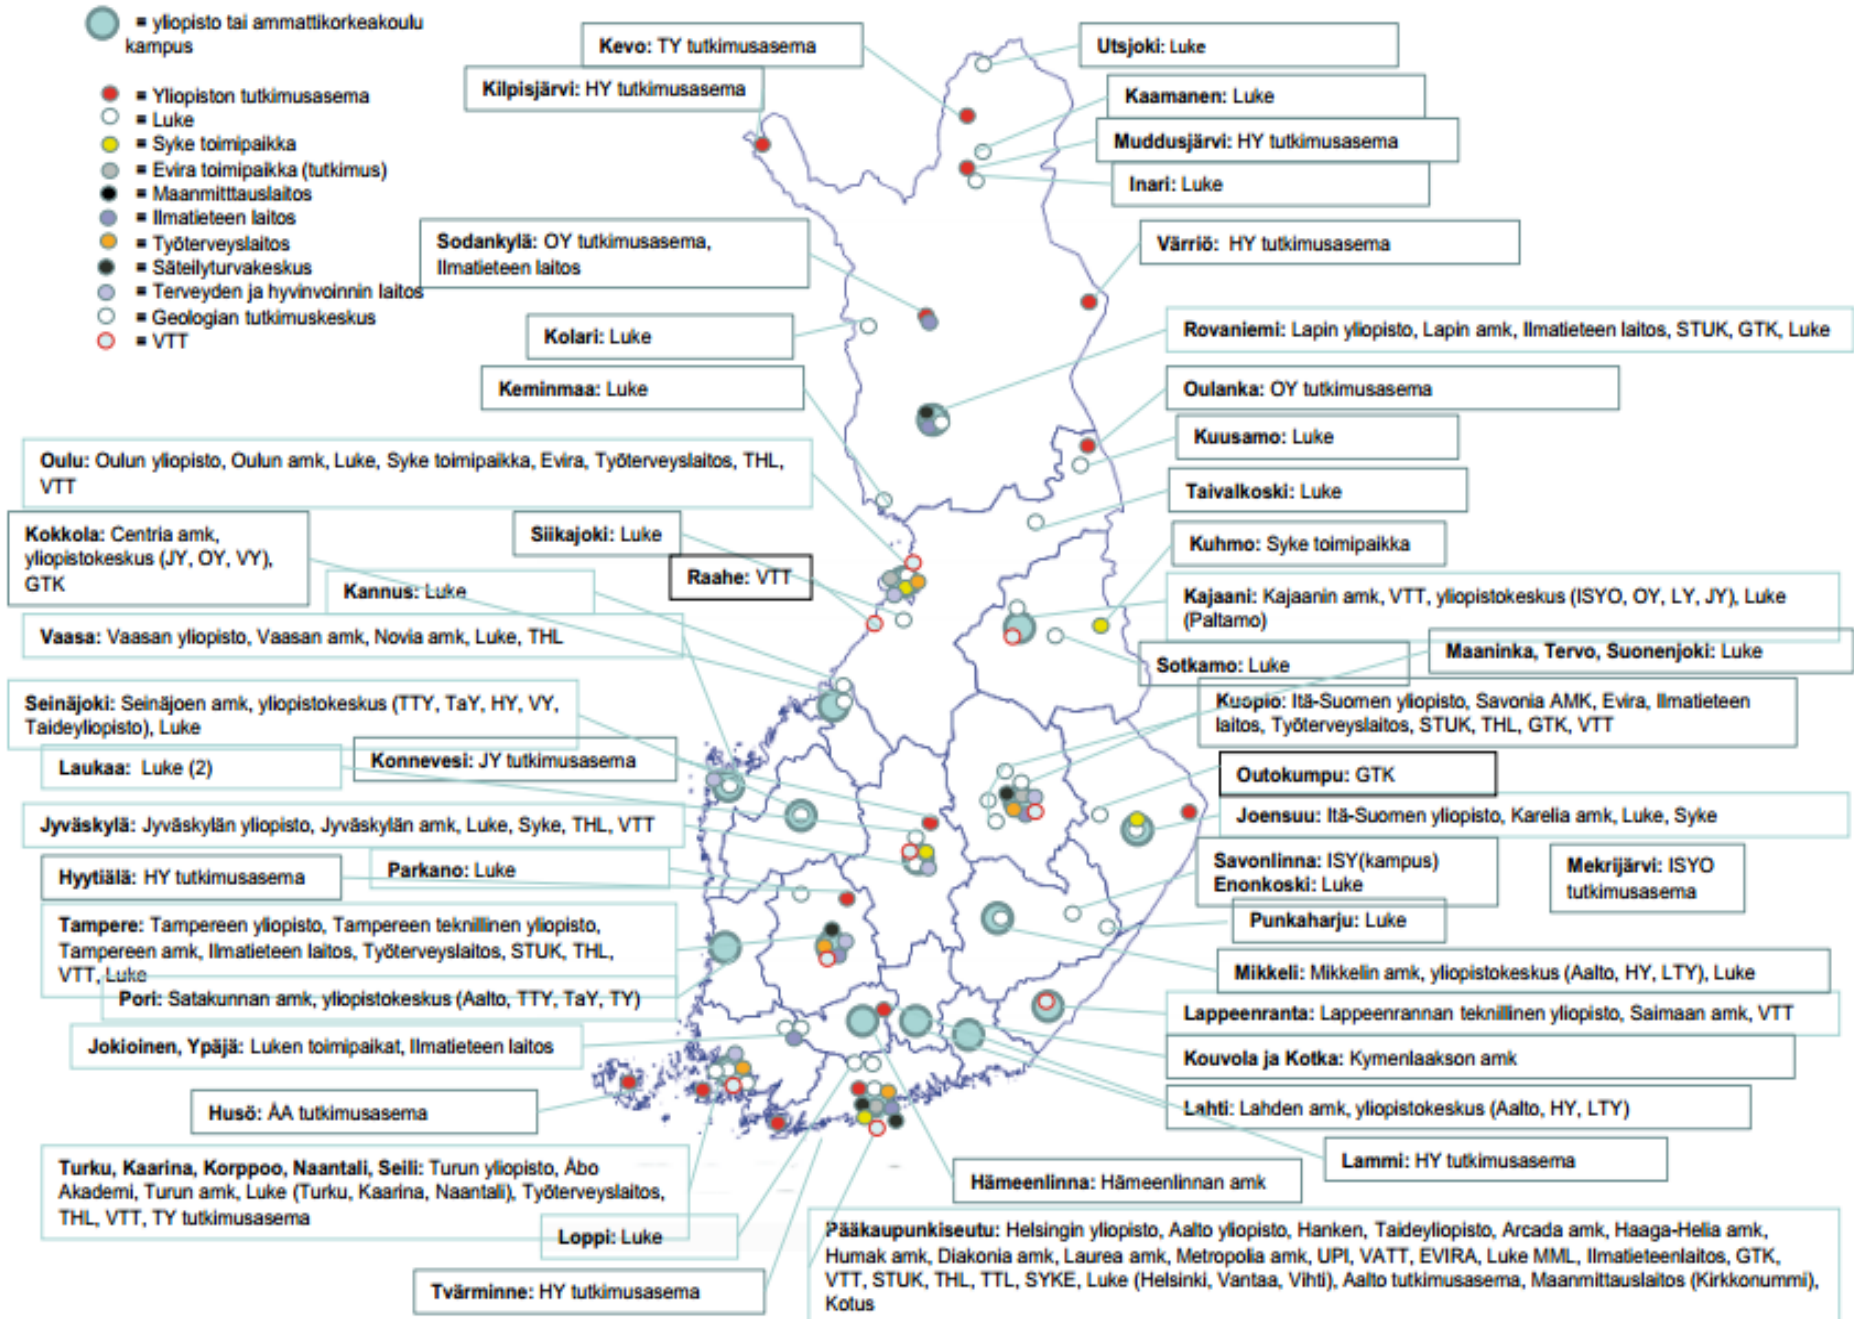 = yliopisto tai ammattikorkeakoulu
kampus
= Yliopiston tutkimusasema
= Luke
= Syke toimipaikka
= Evira toimipaikka (tutkimus)
= Maanmitttauslaitos
= Ilmatieteen laitos
= Työterveyslaitos
= Säteilyturvakeskus
= Terveyden ja hyvinvoinnin laitos
= Geologian tutkimuskeskus
= VTT
Kevo: TY tutkimusasema
Utsjoki: Luke
Kilpisjärvi: HY tutkimusasema
Kaamanen: Luke
Muddusjärvi: HY tutkimusasema
Inari: Luke
Sodankylä: OY tutkimusasema,
Ilmatieteen laitos
Värriö: HY tutkimusasema
Kolari: Luke
Rovaniemi: Lapin yliopisto, Lapin amk, Ilmatieteen laitos, STUK, GTK, Luke
Keminmaa: Luke
Oulanka: OY tutkimusasema
Kuusamo: Luke
Oulu: Oulun yliopisto, Oulun amk, Luke, Syke toimipaikka, Evira, Työterveyslaitos, THL,
VTT
Taivalkoski: Luke
Kokkola: Centria amk,
yliopistokeskus (JY, OY, VY),
GTK
Siikajoki: Luke
Kuhmo: Syke toimipaikka
Raahe: VTT
Kannus: Luke
Kajaani: Kajaanin amk, VTT, yliopistokeskus (ISYO, OY, LY, JY), Luke
(Paltamo)
Vaasa: Vaasan yliopisto, Vaasan amk, Novia amk, Luke, THL
Sotkamo: Luke
Maaninka, Tervo, Suonenjoki: Luke
Seinäjoki: Seinäjoen amk, yliopistokeskus (TTY, TaY, HY, VY,
Taideyliopisto), Luke
Kuopio: Itä-Suomen yliopisto, Savonia AMK, Evira, Ilmatieteen
laitos, Työterveyslaitos, STUK, THL, GTK, VTT
Laukaa: Luke (2)
Konnevesi: JY tutkimusasema
Outokumpu: GTK
Jyväskylä: Jyväskylän yliopisto, Jyväskylän amk, Luke, Syke, THL, VTT
Joensuu: Itä-Suomen yliopisto, Karelia amk, Luke, Syke
Hyytiälä: HY tutkimusasema
Parkano: Luke
Savonlinna: ISY(kampus)
Enonkoski: Luke
Mekrijärvi: ISYO
tutkimusasema
Punkaharju: Luke
Tampere: Tampereen yliopisto, Tampereen teknillinen yliopisto,
Tampereen amk, Ilmatieteen laitos, Työterveyslaitos, STUK, THL,
VTT, Luke
Mikkeli: Mikkelin amk, yliopistokeskus (Aalto, HY, LTY), Luke
Pori: Satakunnan amk, yliopistokeskus (Aalto, TTY, TaY, TY)
Lappeenranta: Lappeenrannan teknillinen yliopisto, Saimaan amk, VTT
Jokioinen, Ypäjä: Luken toimipaikat, Ilmatieteen laitos
Kouvola ja Kotka: Kymenlaakson amk
Husö: ÅA tutkimusasema
Lahti: Lahden amk, yliopistokeskus (Aalto, HY, LTY)
Lammi: HY tutkimusasema
Turku, Kaarina, Korppoo, Naantali, Seili: Turun yliopisto, Åbo
Akademi, Turun amk, Luke (Turku, Kaarina, Naantali), Työterveyslaitos,
THL, VTT, TY tutkimusasema
Hämeenlinna: Hämeenlinnan amk
Loppi: Luke
Pääkaupunkiseutu: Helsingin yliopisto, Aalto yliopisto, Hanken, Taideyliopisto, Arcada amk, Haaga-Helia amk,
Humak amk, Diakonia amk, Laurea amk, Metropolia amk, UPI, VATT, EVIRA, Luke MML, Ilmatieteenlaitos, GTK,
VTT, STUK, THL, TTL, SYKE, Luke (Helsinki, Vantaa, Vihti), Aalto tutkimusasema, Maanmittauslaitos (Kirkkonummi),
Kotus
Tvärminne: HY tutkimusasema